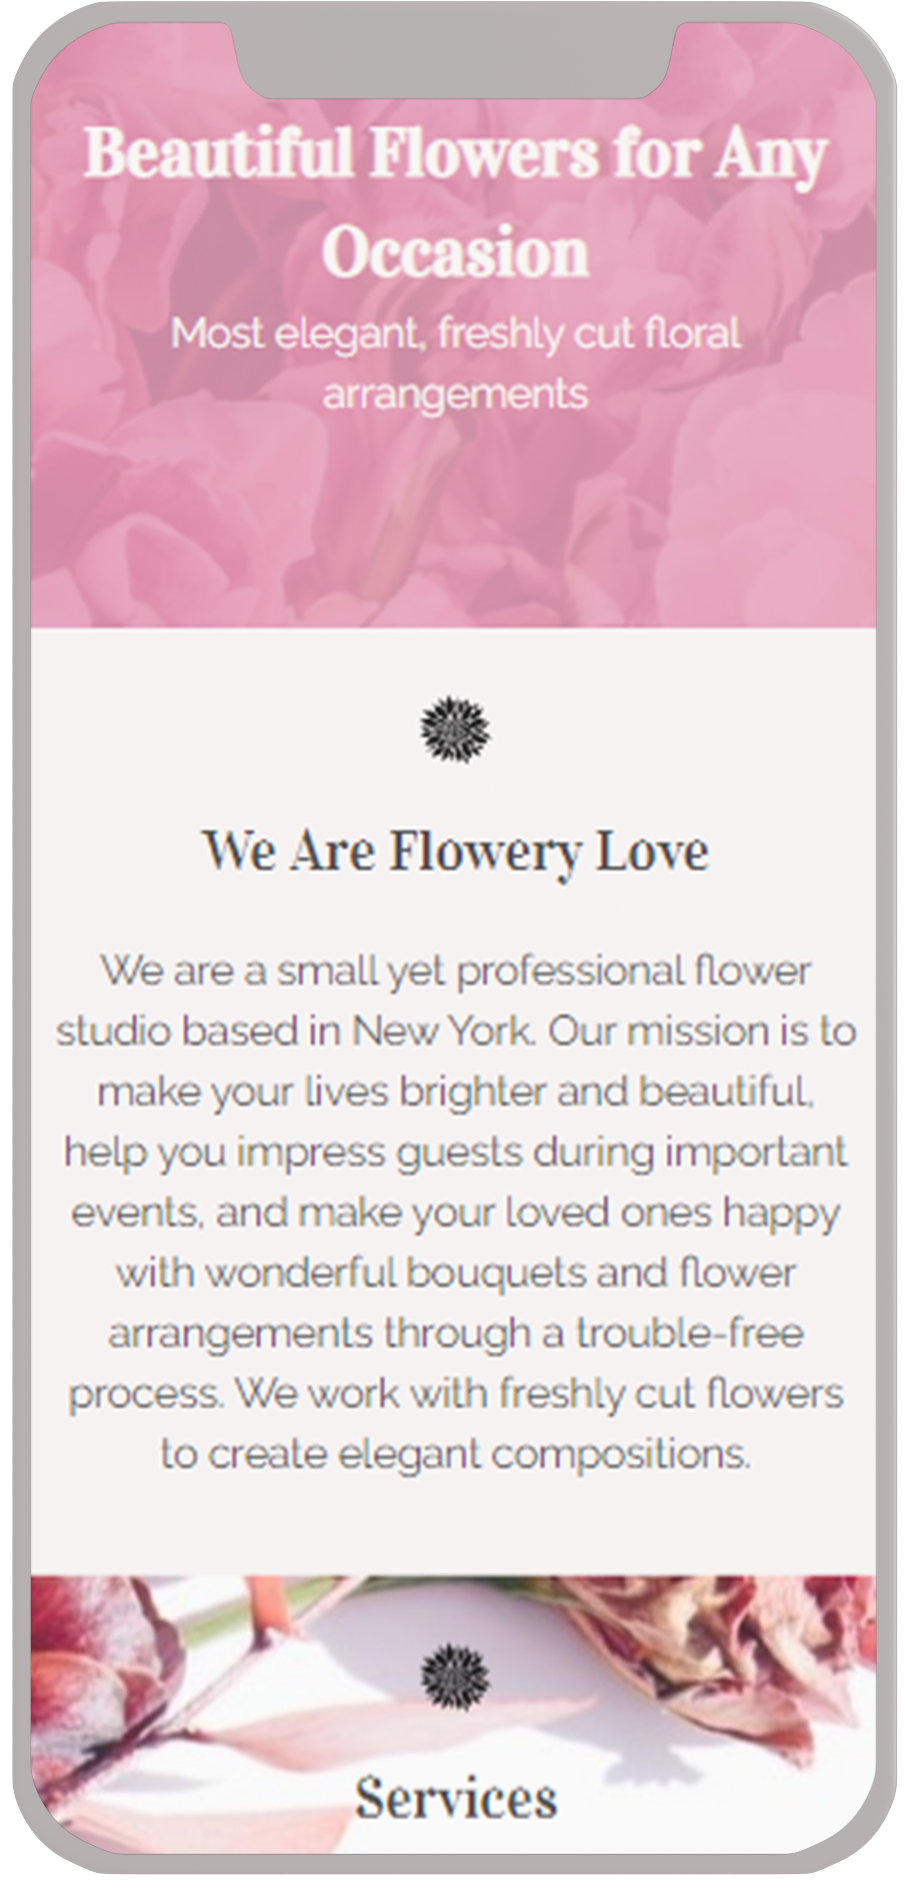 Beautiful Flowers for Any
Occasion
Most elegant, freshly cut floral
arrangements
We Are Flowery Love
We are a small yet professional flower
studio based in New York. Our mission is to
make your lives brighter and beautiful,
help you impress guests during important
events, and make your loved ones happy
with wonderful bouquets and flower
arrangements through a trouble-free
process. We work with freshly cut flowers
to create elegant compositions.
Services